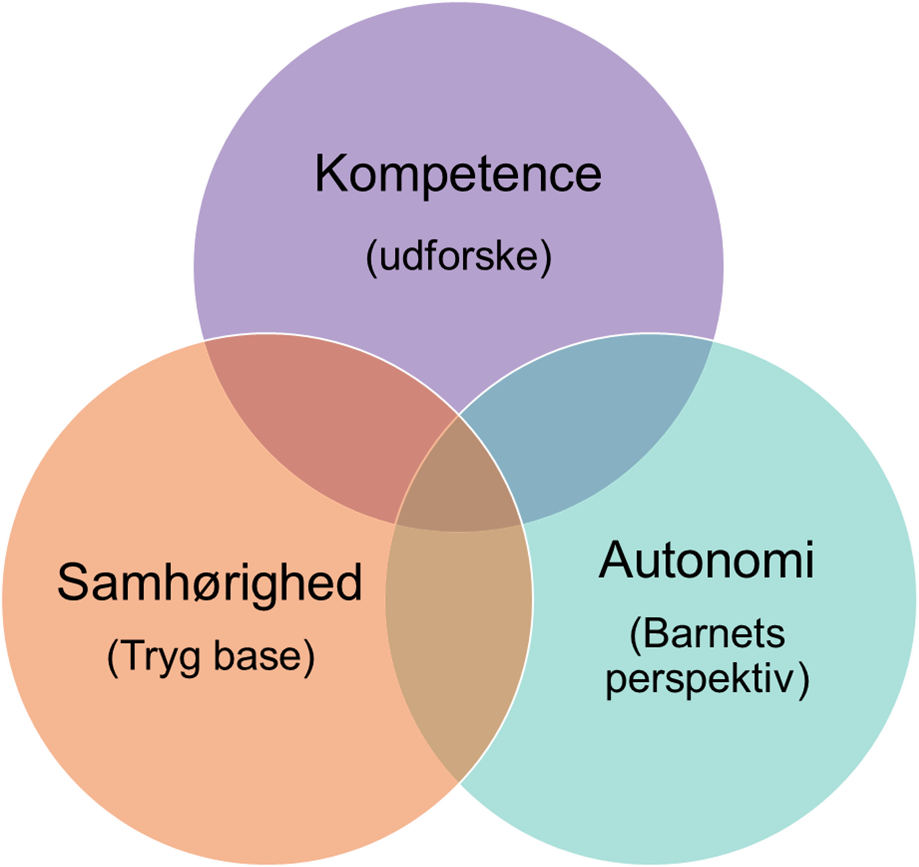 Kompetence
(udforske)
Samhørighed
(Tryg base)
Autonomi
(Barnets
perspektiv)